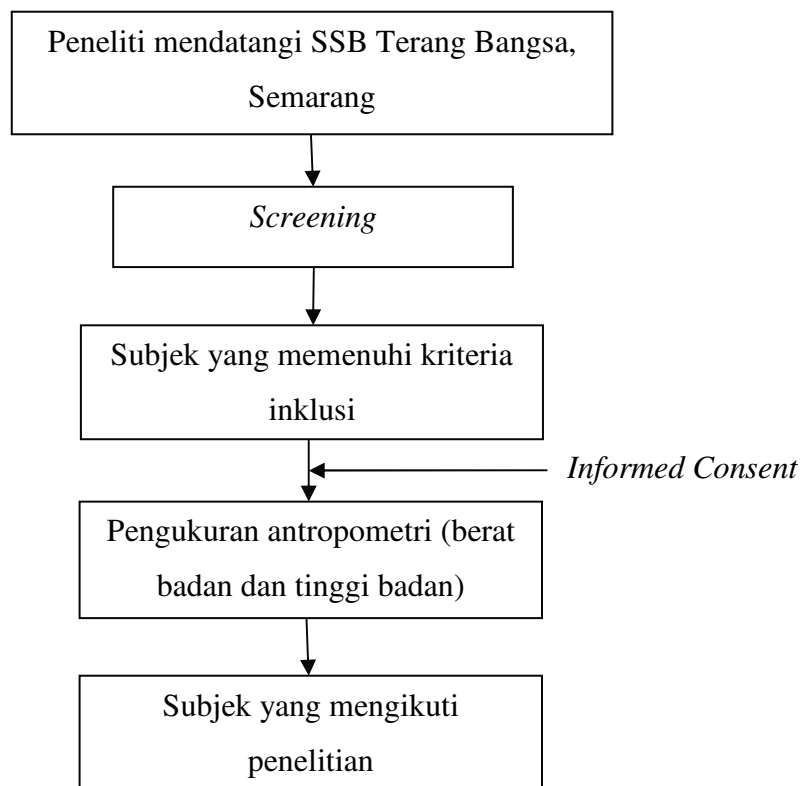 Peneliti mendatangi SSB Terang Bangsa,
Semarang
Screening
Subjek yang memenuhi kriteria
inklusi
Informed Consent
Pengukuran antropometri (berat
badan dan tinggi badan)
Subjek yang mengikuti
penelitian